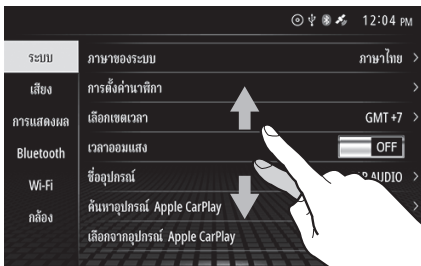 12:04 PM
ระบบ
เสียง
การแสดงผล
Bluetooth
Wi-Fi
กล้อง
ภาษาของระบบ ภาษาไทย >
การตั้งค่านาฬิกา >
เลือกเขตเวลา GMT +7 >
เวลาออมแสง OFF
ชื่ออุปกรณ์ AUDIO >
ค้นหาอุปกรณ์ Apple CarPlay
เลือกจากอุปกรณ์ Apple CarPlay